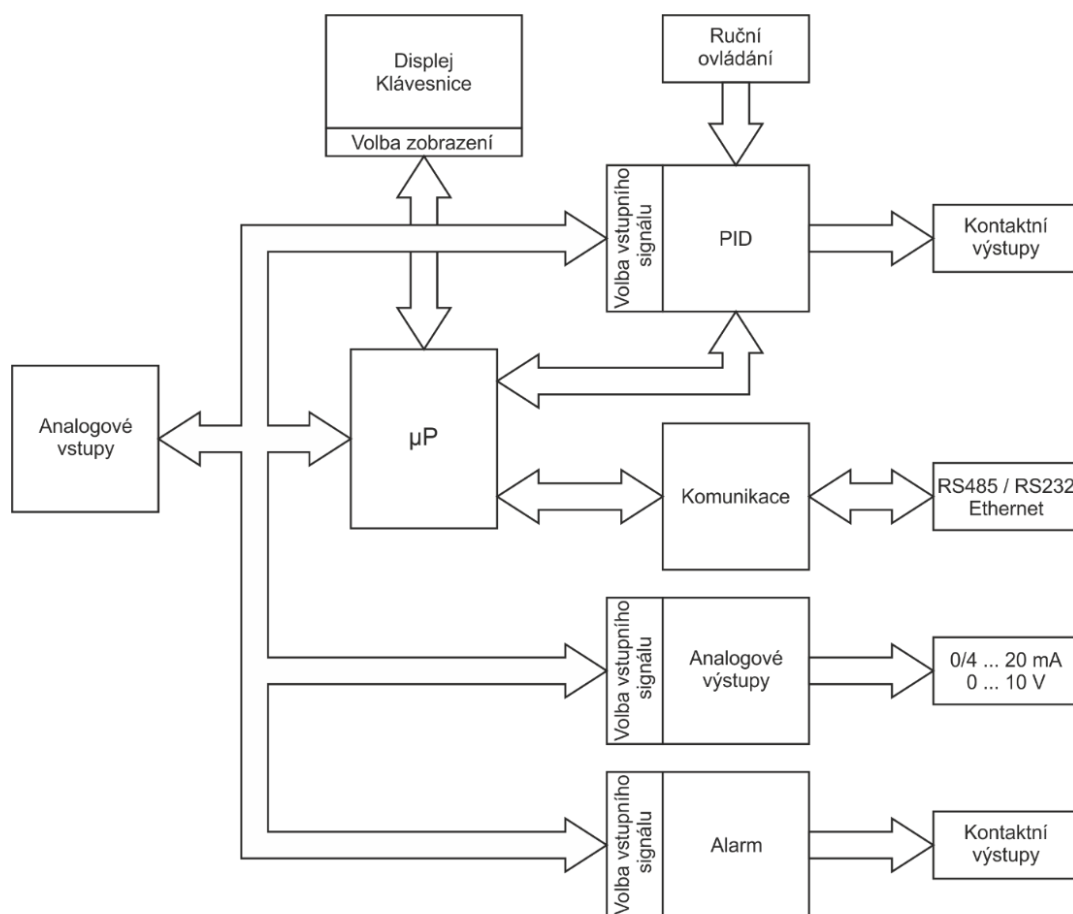 Displej
Klávesnice
Volba zobrazení
Ruční
ovládání
Volba vstupního
signálu
PID
Kontaktní
výstupy
Analogové
vstupy
µP
Komunikace
RS485 / RS232
Ethernet
Volba vstupního
signálu
Analogové
výstupy
0/4 ... 20 mA
0 ... 10 V
Volba vstupního
signálu
Alarm
Kontaktní
výstupy